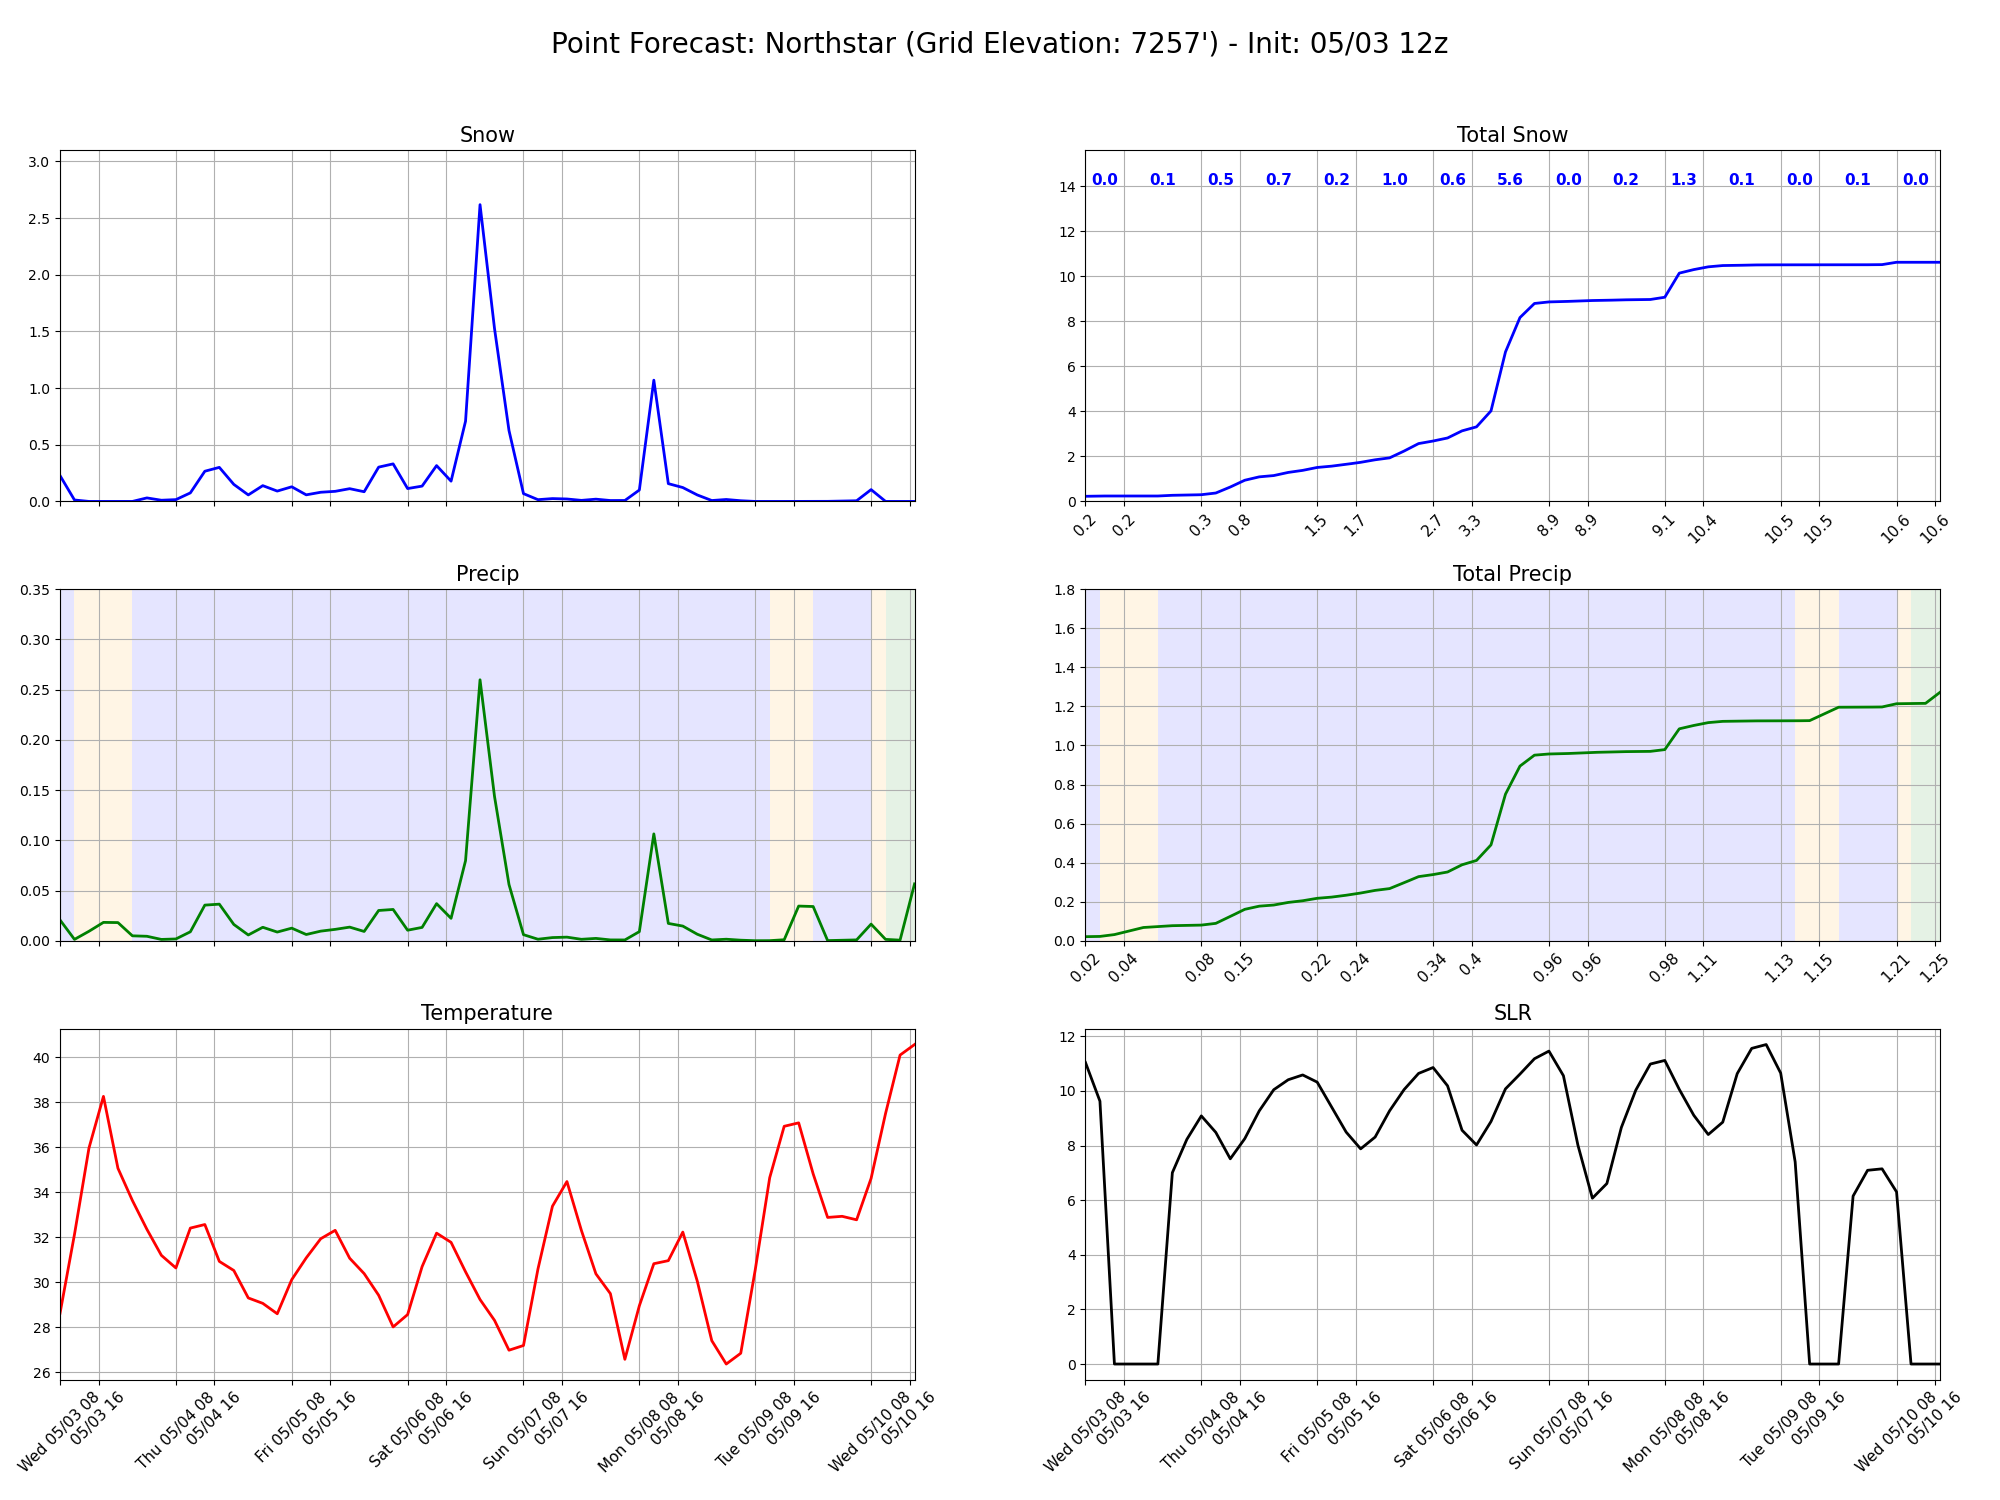 Point Forecast: Northstar (Grid Elevation: 7257') - Init: 05/03 12z
Snow
3.0
2.5
2.0
1.5
1.0
0.5
0.0
Total Snow
0.0 0.1 0.5 0.7 0.2 1.0 0.6 5.6 0.0 0.2 1.3 0.1 0.0 0.1 0.0
14
12
10
8
6
4
2
0
0.2 0.2 0.3 0.8 1.5 1.7 2.7 3.3 8.9 8.9 9.1 10.4 10.5 10.5 10.6 10.6
Precip
0.35
0.30
0.25
0.20
0.15
0.10
0.05
0.00
Total Precip
1.8
1.6
1.4
1.2
1.0
0.8
0.6
0.4
0.2
0.0
0.02 0.04 0.08 0.15 0.22 0.24 0.34 0.4 0.96 0.96 0.98 1.11 1.13 1.15 1.21 1.25
Temperature
40
38
36
34
32
30
28
26
Wed 05/03 08
05/03 16
Thu 05/04 08
05/04 16
Fri 05/05 08
05/05 16
Sat 05/06 08
05/06 16
Sun 05/07 08
05/07 16
Mon 05/08 08
05/08 16
Tue 05/09 08
05/09 16
Wed 05/10 08
05/10 16
SLR
12
10
8
6
4
2
0
Wed 05/03 08
05/03 16
Thu 05/04 08
05/04 16
Fri 05/05 08
05/05 16
Sat 05/06 08
05/06 16
Sun 05/07 08
05/07 16
Mon 05/08 08
05/08 16
Tue 05/09 08
05/09 16
Wed 05/10 08
05/10 16